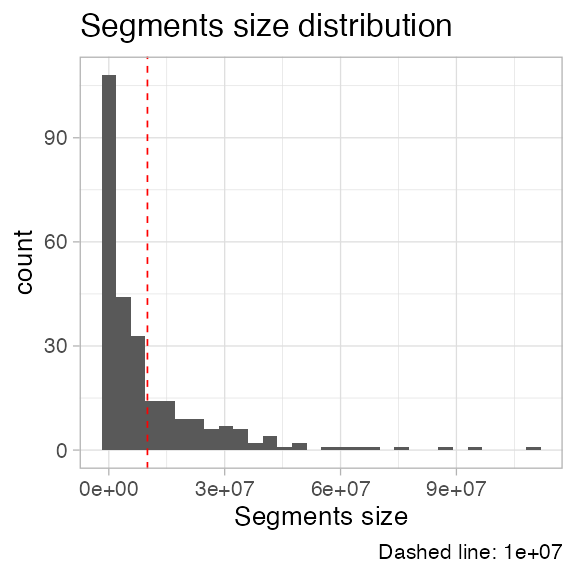 Segments size distribution
count
90
60
30
0
0e+00 3e+07 6e+07 9e+07
Segments size
Dashed line: 1e+07